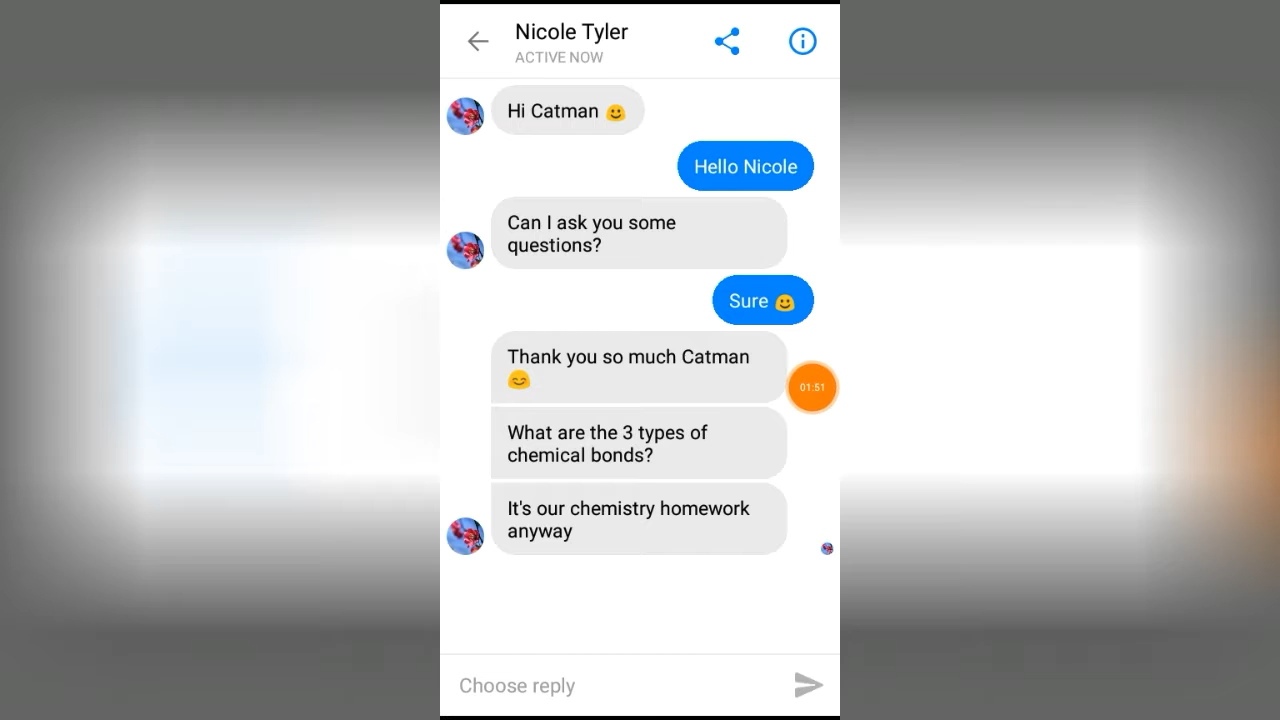 Nicole Tyler
ACTIVE NOW
Hi Catman 🙂
Hello Nicole
Can I ask you some
questions?
Sure 🙂
Thank you so much Catman
😊
01:51
What are the 3 types of
chemical bonds?
It's our chemistry homework
anyway
Choose reply